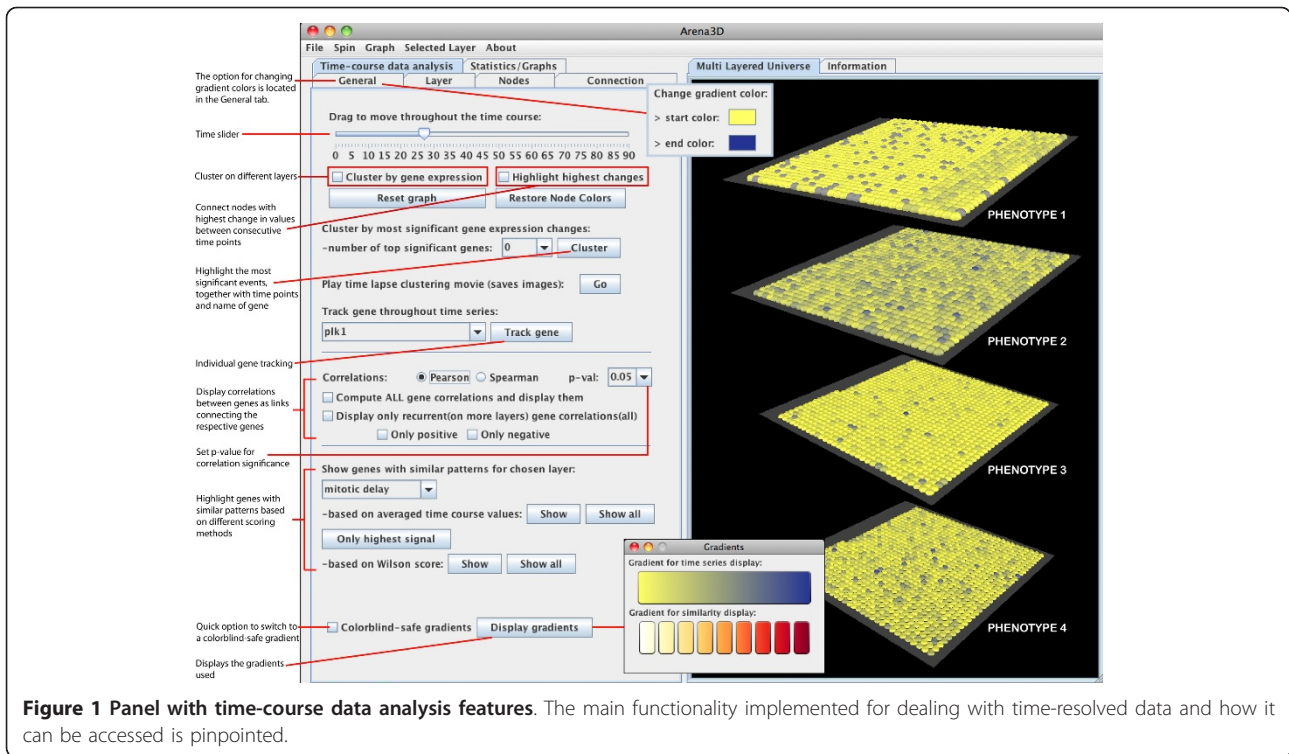 Arena3D
File Spin Graph Selected Layer About
Time-course data analysis Statistics/Graphs
General Layer Nodes Connection
Multi Layered Universe Information
The option for changing
gradient colors is located
in the General tab.
Change gradient color:
> start color:
> end color:
Time slider
Drag to move throughout the time course:
0 5 10 15 20 25 30 35 40 45 50 55 60 65 70 75 80 85 90
Cluster on different layers
Cluster by gene expression Highlight highest changes
Reset graph Restore Node Colors
Connect nodes with
highest change in values
between consecutive
time points
Cluster by most significant gene expression changes:
-number of top significant genes: 0 Cluster
Highlight the most
significant events,
together with time points
and name of gene
Play time lapse clustering movie (saves images): Go
Track gene throughout time series:
plk1 Track gene
Individual gene tracking
Correlations: Pearson Spearman p-val: 0.05
Compute ALL gene correlations and display them
Display only recurrent(on more layers) gene correlations(all)
Only positive Only negative
Display correlations
between genes as links
connecting the
respective genes
Set p-value for
correlation significance
Show genes with similar patterns for chosen layer:
mitotic delay
-based on averaged time course values: Show Show all
Only highest signal
-based on Wilson score: Show Show all
Highlight genes with
similar patterns based
on different scoring
methods
Quick option to switch to
a colorblind-safe gradient
Colorblind-safe gradients Display gradients
Displays the gradients
used
Gradients
Gradient for time series display:
Gradient for similarity display:
PHENOTYPE 1
PHENOTYPE 2
PHENOTYPE 3
PHENOTYPE 4
Figure 1 Panel with time-course data analysis features. The main functionality implemented for dealing with time-resolved data and how it
can be accessed is pinpointed.